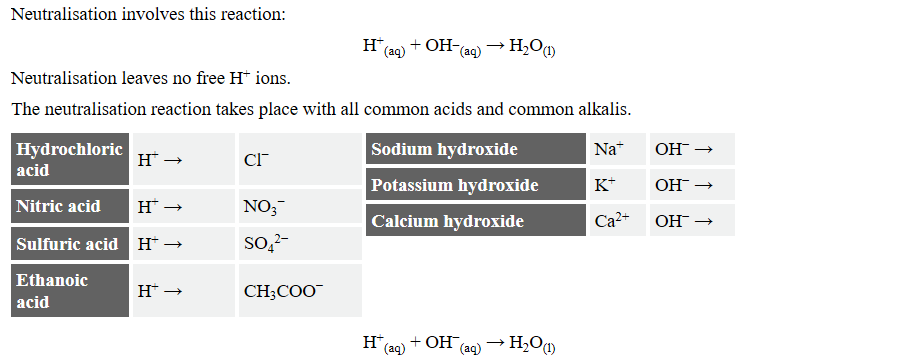 Neutralisation involves this reaction:
H⁺(aq) + OH-(aq) → H₂O(l)
Neutralisation leaves no free H⁺ ions.
The neutralisation reaction takes place with all common acids and common alkalis.
Hydrochloric acid H⁺ → Cl⁻
Nitric acid H⁺ → NO₃⁻
Sulfuric acid H⁺ → SO₄²⁻
Ethanoic acid H⁺ → CH₃COO⁻
Sodium hydroxide Na⁺ OH⁻ →
Potassium hydroxide K⁺ OH⁻ →
Calcium hydroxide Ca²⁺ OH⁻ →
H⁺(aq) + OH⁻(aq) → H₂O(l)